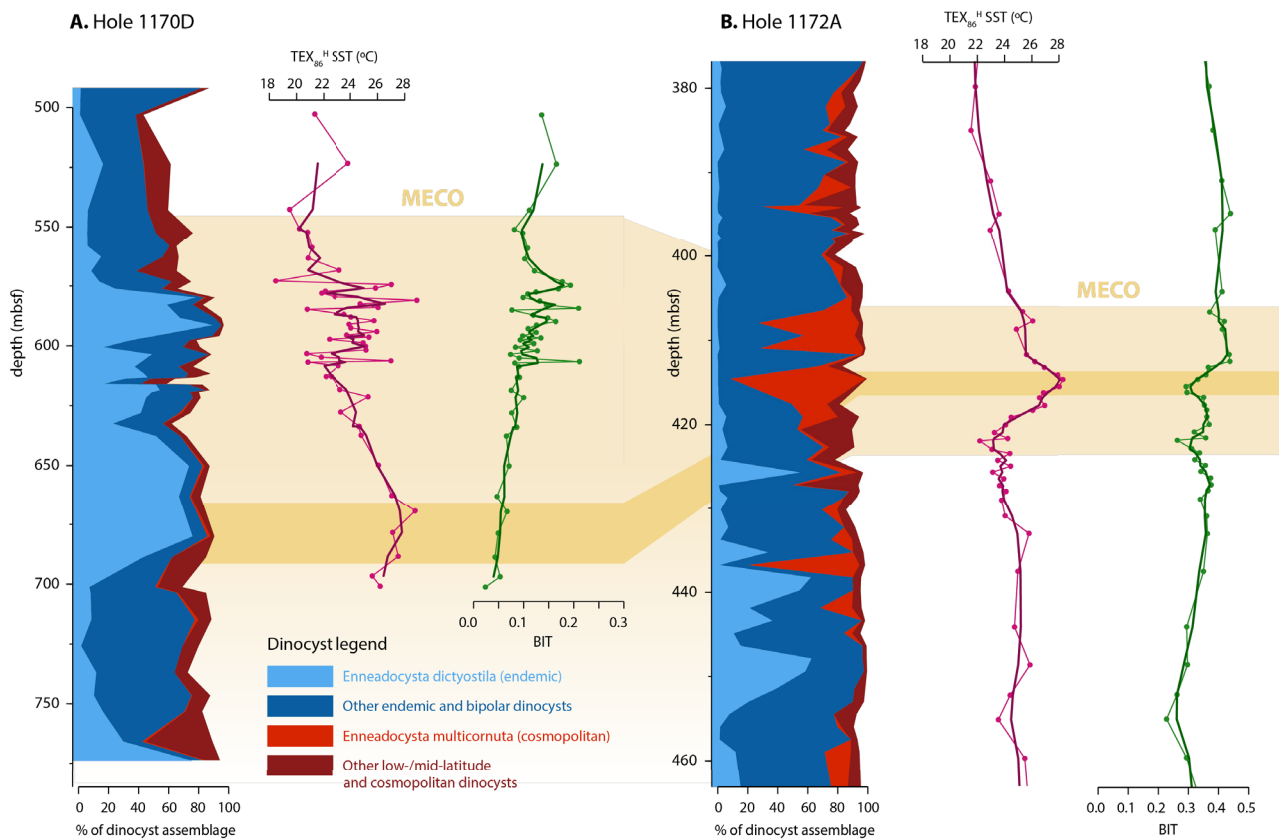 A. Hole 1170D
B. Hole 1172A
TEX86H SST (ºC)
18 20 22 24 26 28
TEX86H SST (ºC)
18 20 22 24 26 28
MECO
MECO
depth (mbsf)
500
550
600
650
700
750
depth (mbsf)
380
400
420
440
460
0.0 0.1 0.2 0.3
BIT
Dinocyst legend
Enneadocysta dictyostila (endemic)
Other endemic and bipolar dinocysts
Enneadocysta multicornuta (cosmopolitan)
Other low-/mid-latitude
and cosmopolitan dinocysts
0 20 40 60 80 100
% of dinocyst assemblage
0 20 40 60 80 100
% of dinocyst assemblage
0.0 0.1 0.2 0.3 0.4 0.5
BIT